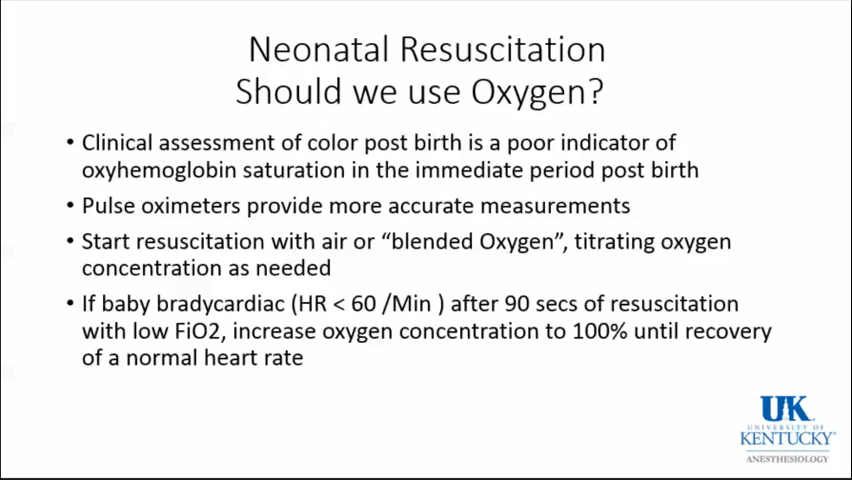 Neonatal Resuscitation
Should we use Oxygen?
• Clinical assessment of color post birth is a poor indicator of
oxyhemoglobin saturation in the immediate period post birth
• Pulse oximeters provide more accurate measurements
• Start resuscitation with air or “blended Oxygen”, titrating oxygen
concentration as needed
• If baby bradycardiac (HR < 60 /Min ) after 90 secs of resuscitation
with low FiO2, increase oxygen concentration to 100% until recovery
of a normal heart rate
UK
UNIVERSITY OF
KENTUCKY®
ANESTHESIOLOGY